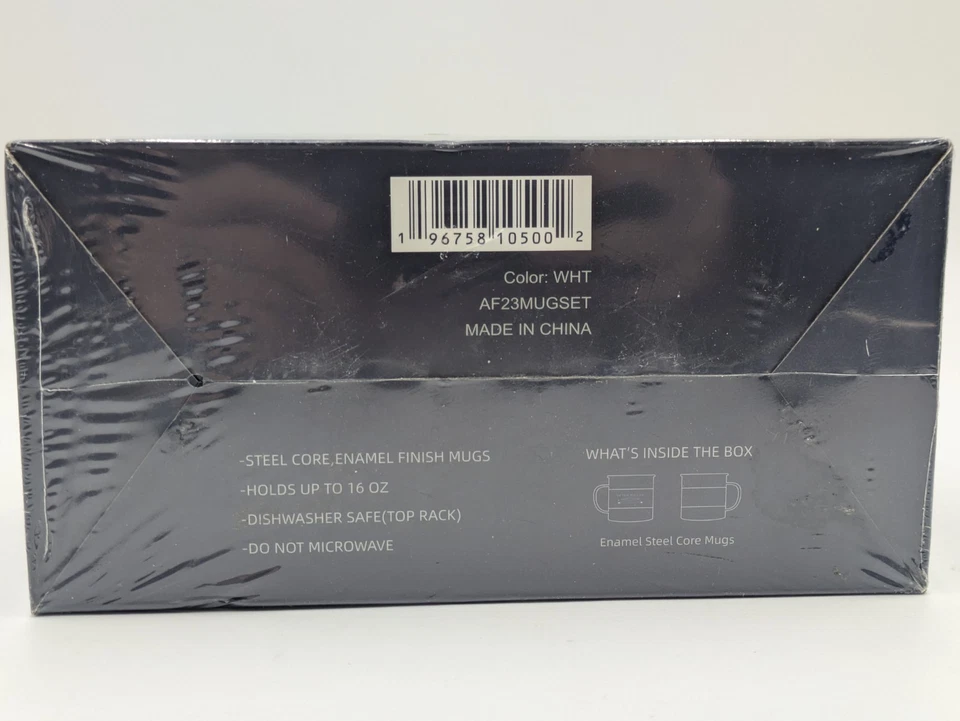 1 96758 10500 2
Color: WHT
AF23MUGSET
MADE IN CHINA
-STEEL CORE,ENAMEL FINISH MUGS
-HOLDS UP TO 16 OZ
-DISHWASHER SAFE(TOP RACK)
-DO NOT MICROWAVE
WHAT'S INSIDE THE BOX
Enamel Steel Core Mugs